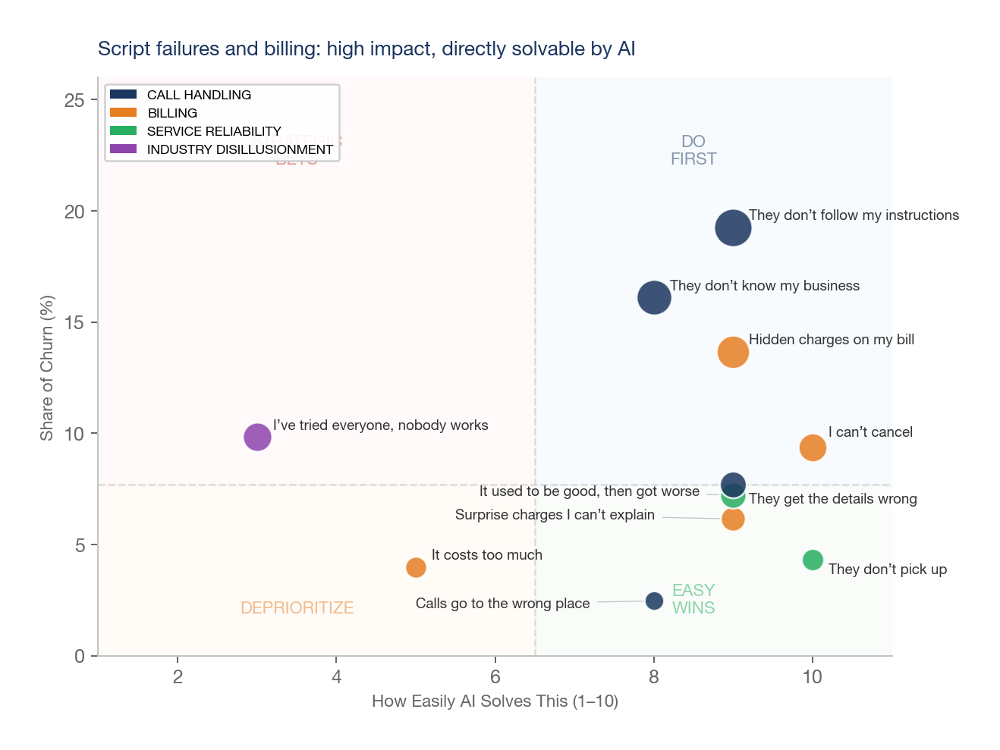 Script failures and billing: high impact, directly solvable by AI
CALL HANDLING
BILLING
SERVICE RELIABILITY
INDUSTRY DISILLUSIONMENT
DO
FIRST
They don’t follow my instructions
They don’t know my business
Hidden charges on my bill
I’ve tried everyone, nobody works
I can’t cancel
It used to be good, then got worse
They get the details wrong
Surprise charges I can’t explain
It costs too much
They don’t pick up
Calls go to the wrong place
EASY
WINS
DEPRIORITIZE
25
20
15
10
5
0
Share of Churn (%)
2 4 6 8 10
How Easily AI Solves This (1–10)